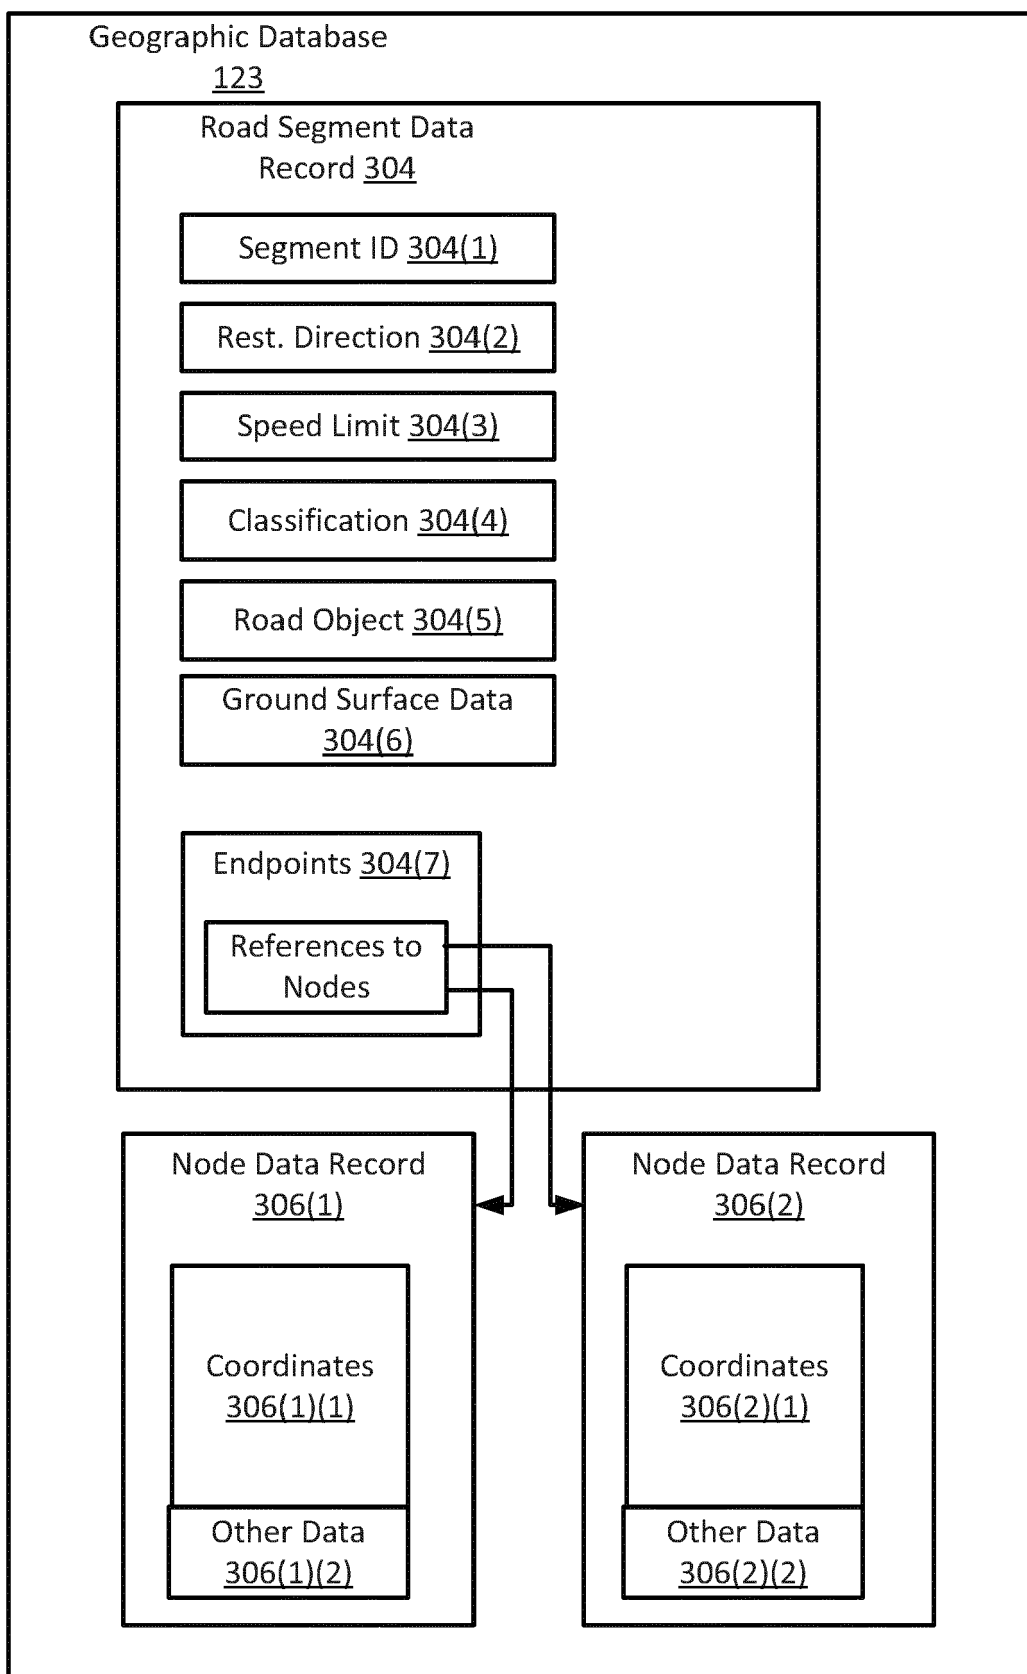 Geographic Database
123
Road Segment Data
Record 304
Segment ID 304(1)
Rest. Direction 304(2)
Speed Limit 304(3)
Classification 304(4)
Road Object 304(5)
Ground Surface Data
304(6)
Endpoints 304(7)
References to
Nodes
Node Data Record
306(1)
Coordinates
306(1)(1)
Other Data
306(1)(2)
Node Data Record
306(2)
Coordinates
306(2)(1)
Other Data
306(2)(2)